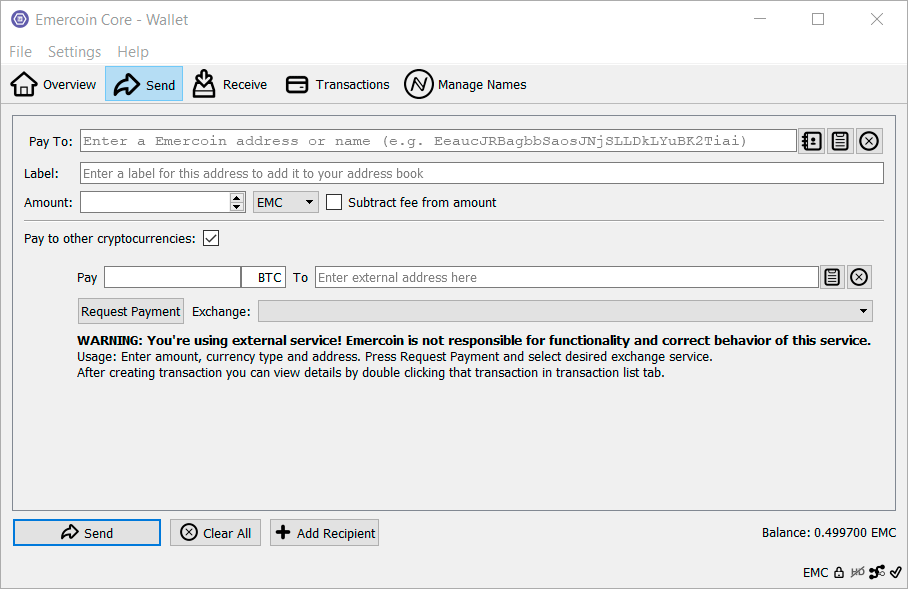 Emercoin Core - Wallet
File Settings Help
Overview Send Receive Transactions Manage Names
Pay To: Enter a Emercoin address or name (e.g. EeaucJRBagbbSaosJNjSLLDkLYuBK2Tiai)
Label: Enter a label for this address to add it to your address book
Amount: EMC Subtract fee from amount
Pay to other cryptocurrencies:
Pay BTC To Enter external address here
Request Payment Exchange:
WARNING: You're using external service! Emercoin is not responsible for functionality and correct behavior of this service.
Usage: Enter amount, currency type and address. Press Request Payment and select desired exchange service.
After creating transaction you can view details by double clicking that transaction in transaction list tab.
Send Clear All Add Recipient Balance: 0.499700 EMC
EMC HD